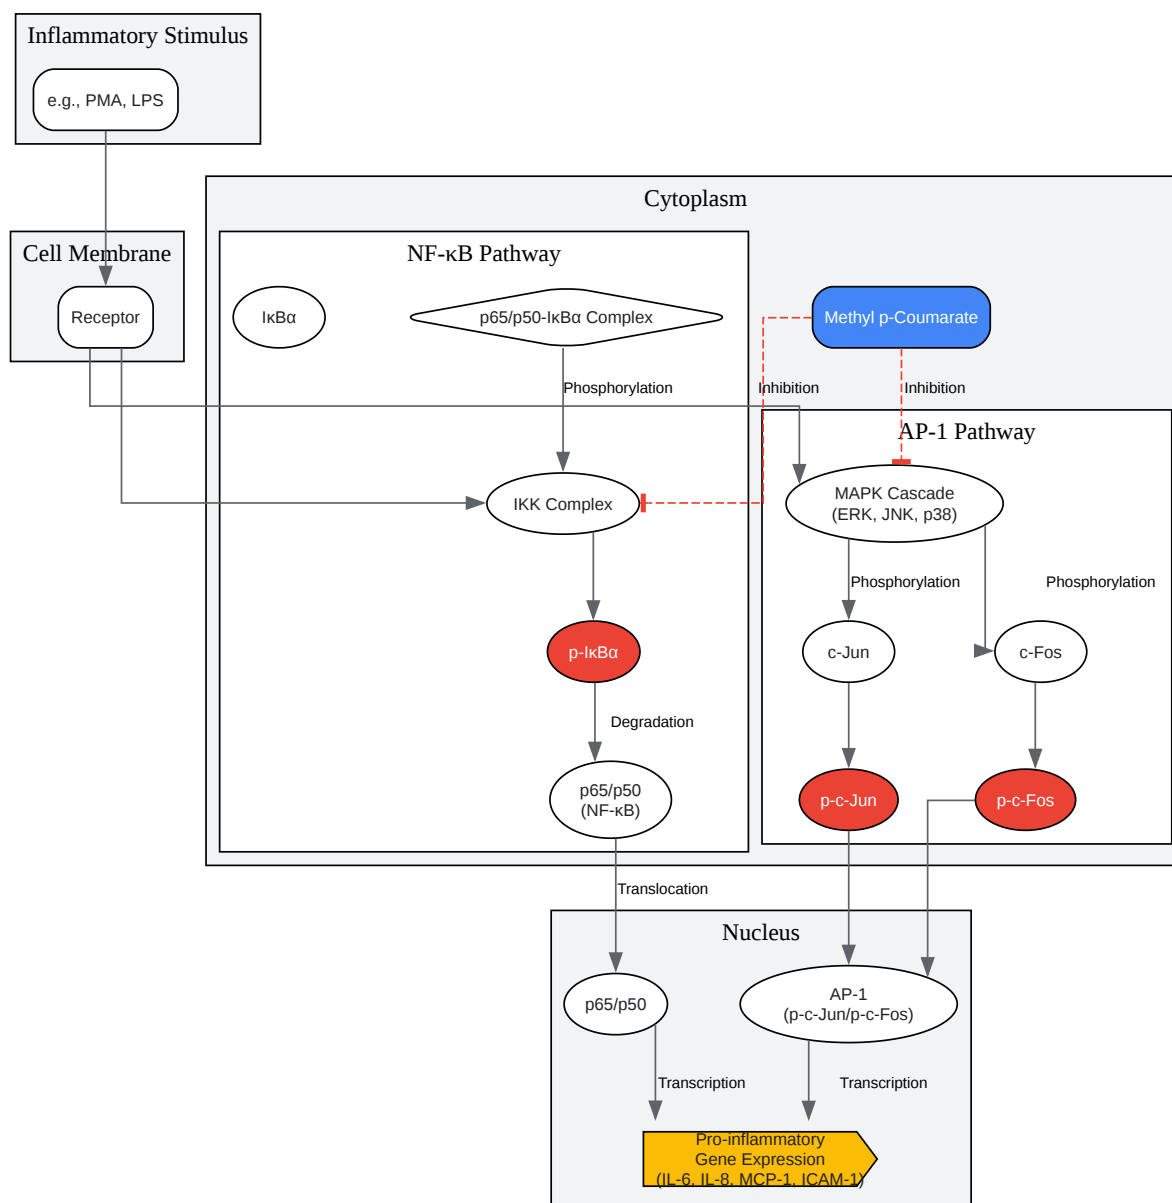 Inflammatory Stimulus
e.g., PMA, LPS
Cytoplasm
Cell Membrane
NF-κB Pathway
Receptor
IκBα
p65/p50-IκBα Complex
Methyl p-Coumarate
Phosphorylation
Inhibition
Inhibition
AP-1 Pathway
IKK Complex
MAPK Cascade
(ERK, JNK, p38)
Phosphorylation
Phosphorylation
p-IκBα
c-Jun
c-Fos
Degradation
p65/p50
(NF-κB)
p-c-Jun
p-c-Fos
Translocation
Nucleus
p65/p50
AP-1
(p-c-Jun/p-c-Fos)
Transcription
Transcription
Pro-inflammatory
Gene Expression
(IL-6, IL-8, MCP-1, ICAM-1)